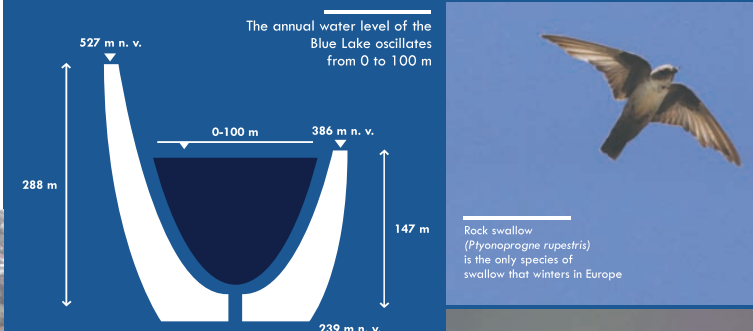 The annual water level of the
Blue Lake oscillates
from 0 to 100 m
527 m n. v.
0-100 m
386 m n. v.
288 m
147 m
239 m n. v.
Rock swallow
(Ptyonoprogne rupestris)
is the only species of
swallow that winters in Europe